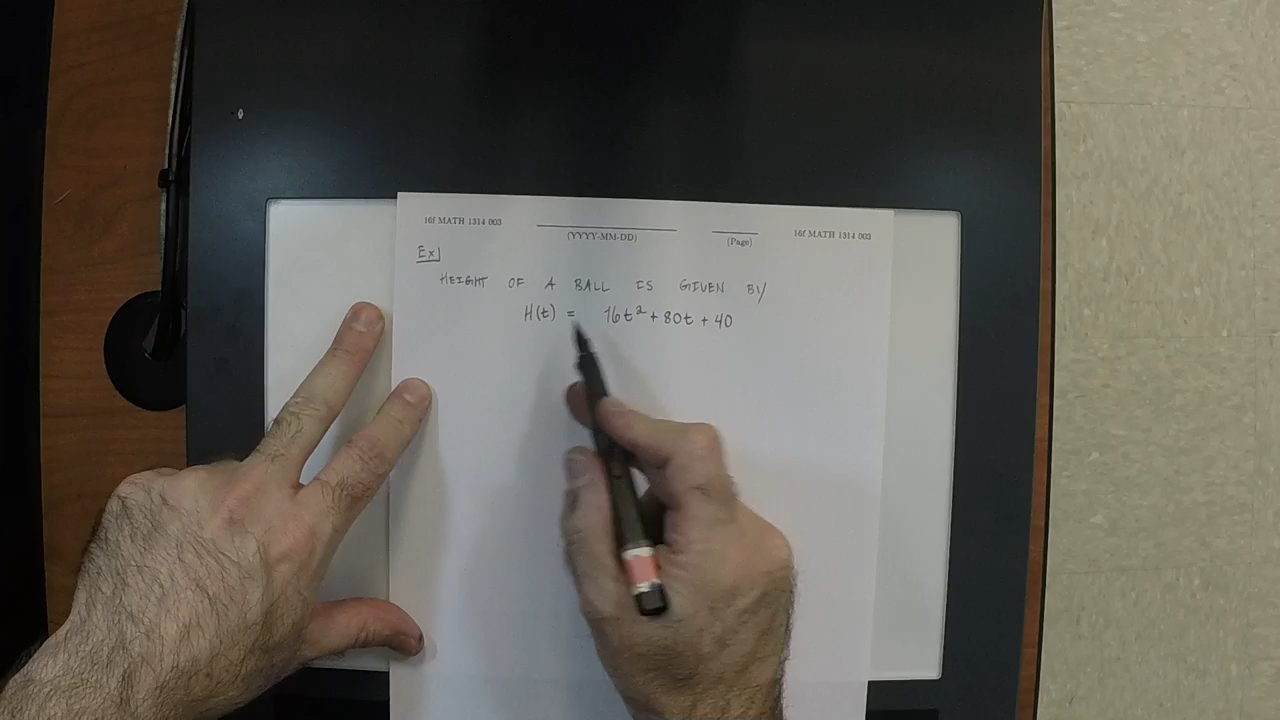 16f MATH 1314 003 (YYYY-MM-DD) (Page) 16f MATH 1314 003
Ex]
HEIGHT OF A BALL IS GIVEN BY
H(t) = 16t² + 80t + 40